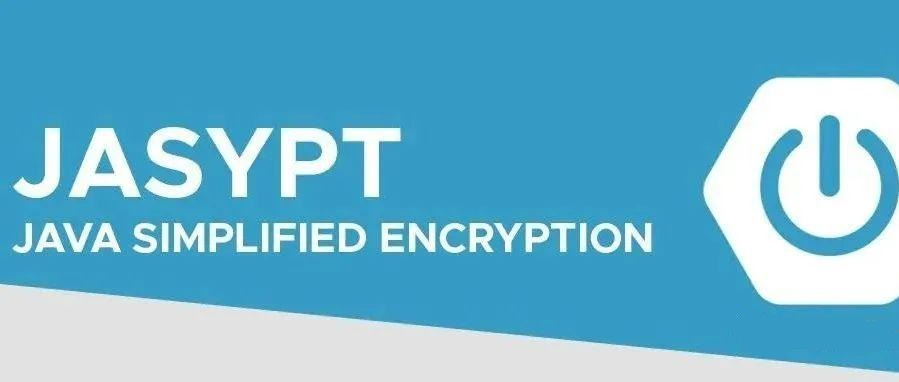 JASYPT
JAVA SIMPLIFIED ENCRYPTION